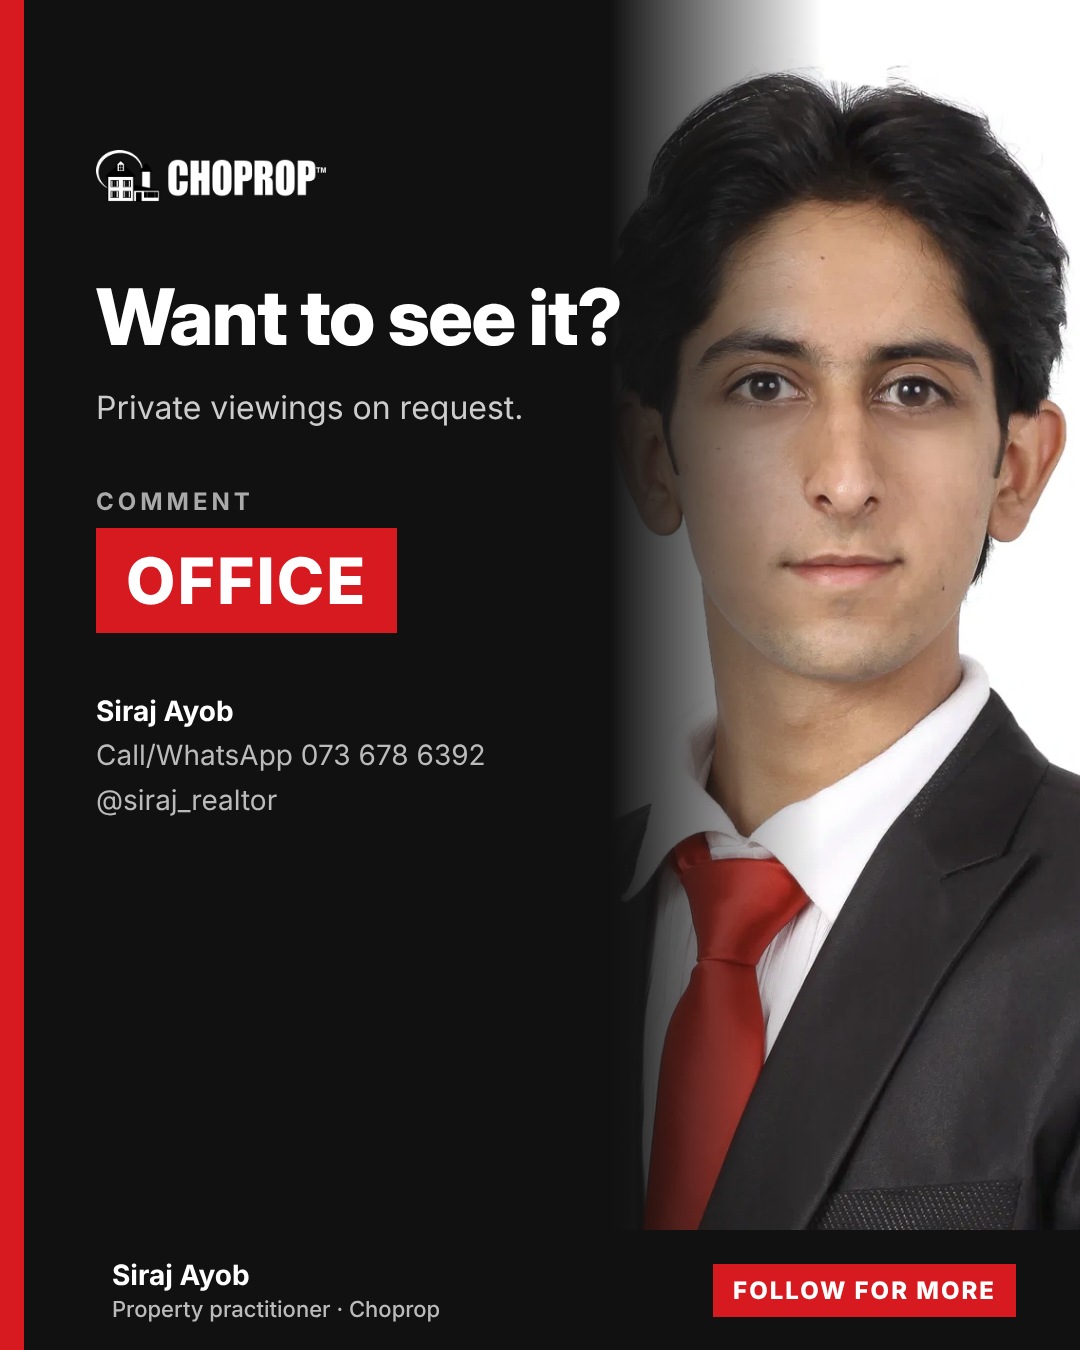 CHOPROP™
Want to see it?
Private viewings on request.
COMMENT
OFFICE
Siraj Ayob
Call/WhatsApp 073 678 6392
@siraj_realtor
Siraj Ayob
Property practitioner · Choprop
FOLLOW FOR MORE